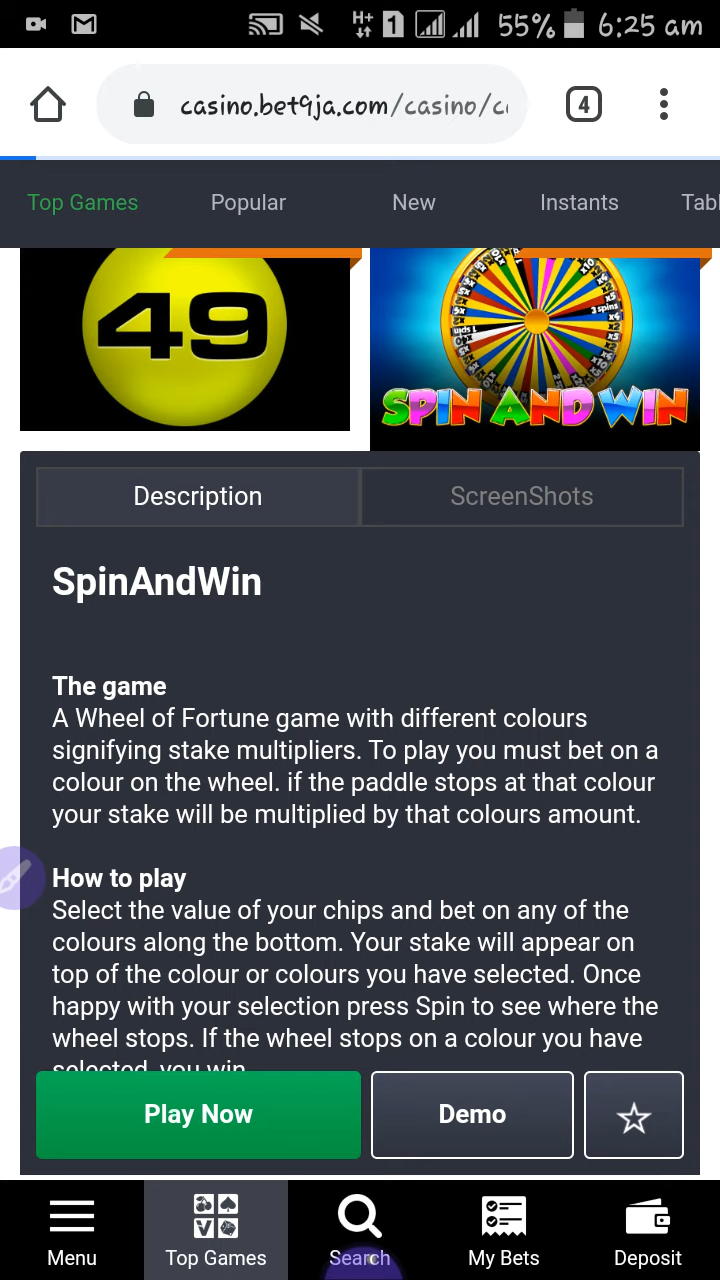 55% 6:25 am
casino.bet9ja.com/casino/c
4
Top Games Popular New Instants Tabl
49
SPIN AND WIN
Description ScreenShots
SpinAndWin
The game
A Wheel of Fortune game with different colours
signifying stake multipliers. To play you must bet on a
colour on the wheel. if the paddle stops at that colour
your stake will be multiplied by that colours amount.
How to play
Select the value of your chips and bet on any of the
colours along the bottom. Your stake will appear on
top of the colour or colours you have selected. Once
happy with your selection press Spin to see where the
wheel stops. If the wheel stops on a colour you have
selected, you win
Play Now Demo
Menu Top Games Search My Bets Deposit